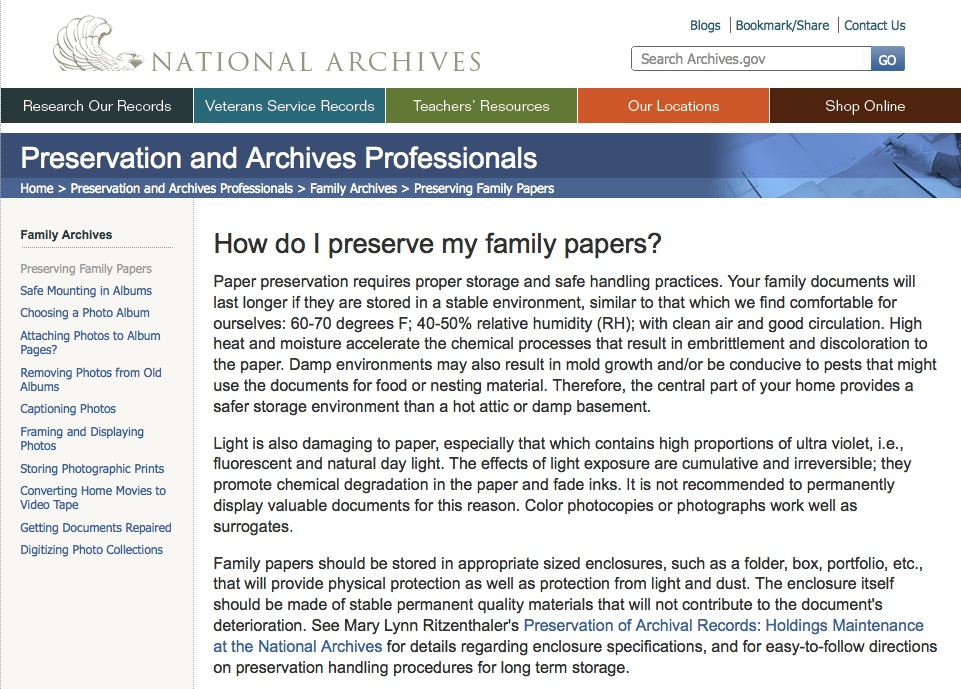 Blogs | Bookmark/Share | Contact Us
NATIONAL ARCHIVES
Search Archives.gov GO
Research Our Records Veterans Service Records Teachers' Resources Our Locations Shop Online
Preservation and Archives Professionals
Home > Preservation and Archives Professionals > Family Archives > Preserving Family Papers
Family Archives
Preserving Family Papers
Safe Mounting in Albums
Choosing a Photo Album
Attaching Photos to Album
Pages?
Removing Photos from Old
Albums
Captioning Photos
Framing and Displaying
Photos
Storing Photographic Prints
Converting Home Movies to
Video Tape
Getting Documents Repaired
Digitizing Photo Collections
How do I preserve my family papers?
Paper preservation requires proper storage and safe handling practices. Your family documents will
last longer if they are stored in a stable environment, similar to that which we find comfortable for
ourselves: 60-70 degrees F; 40-50% relative humidity (RH); with clean air and good circulation. High
heat and moisture accelerate the chemical processes that result in embrittlement and discoloration to
the paper. Damp environments may also result in mold growth and/or be conducive to pests that might
use the documents for food or nesting material. Therefore, the central part of your home provides a
safer storage environment than a hot attic or damp basement.
Light is also damaging to paper, especially that which contains high proportions of ultra violet, i.e.,
fluorescent and natural day light. The effects of light exposure are cumulative and irreversible; they
promote chemical degradation in the paper and fade inks. It is not recommended to permanently
display valuable documents for this reason. Color photocopies or photographs work well as
surrogates.
Family papers should be stored in appropriate sized enclosures, such as a folder, box, portfolio, etc.,
that will provide physical protection as well as protection from light and dust. The enclosure itself
should be made of stable permanent quality materials that will not contribute to the document's
deterioration. See Mary Lynn Ritzenthaler's Preservation of Archival Records: Holdings Maintenance
at the National Archives for details regarding enclosure specifications, and for easy-to-follow directions
on preservation handling procedures for long term storage.